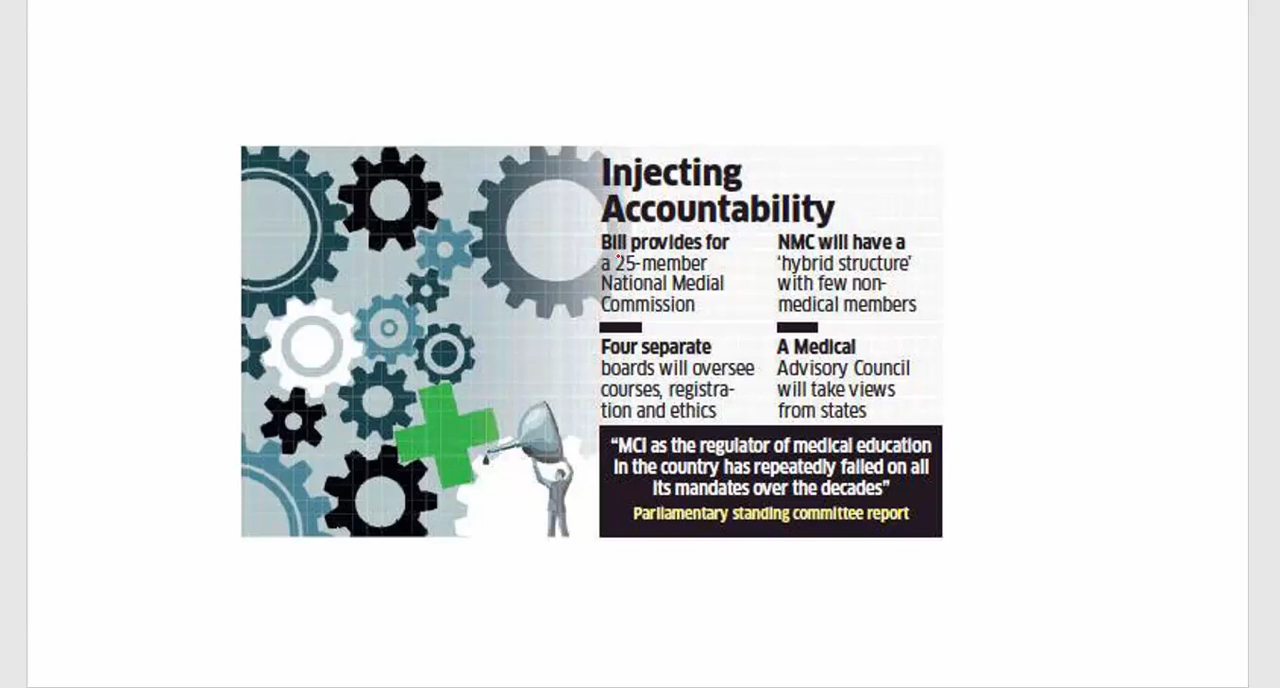 Injecting
Accountability
Bill provides for
a 25-member
National Medial
Commission
NMC will have a
‘hybrid structure’
with few non-
medical members
Four separate
boards will oversee
courses, registra-
tion and ethics
A Medical
Advisory Council
will take views
from states
“MCI as the regulator of medical education
in the country has repeatedly failed on all
its mandates over the decades”
Parliamentary standing committee report